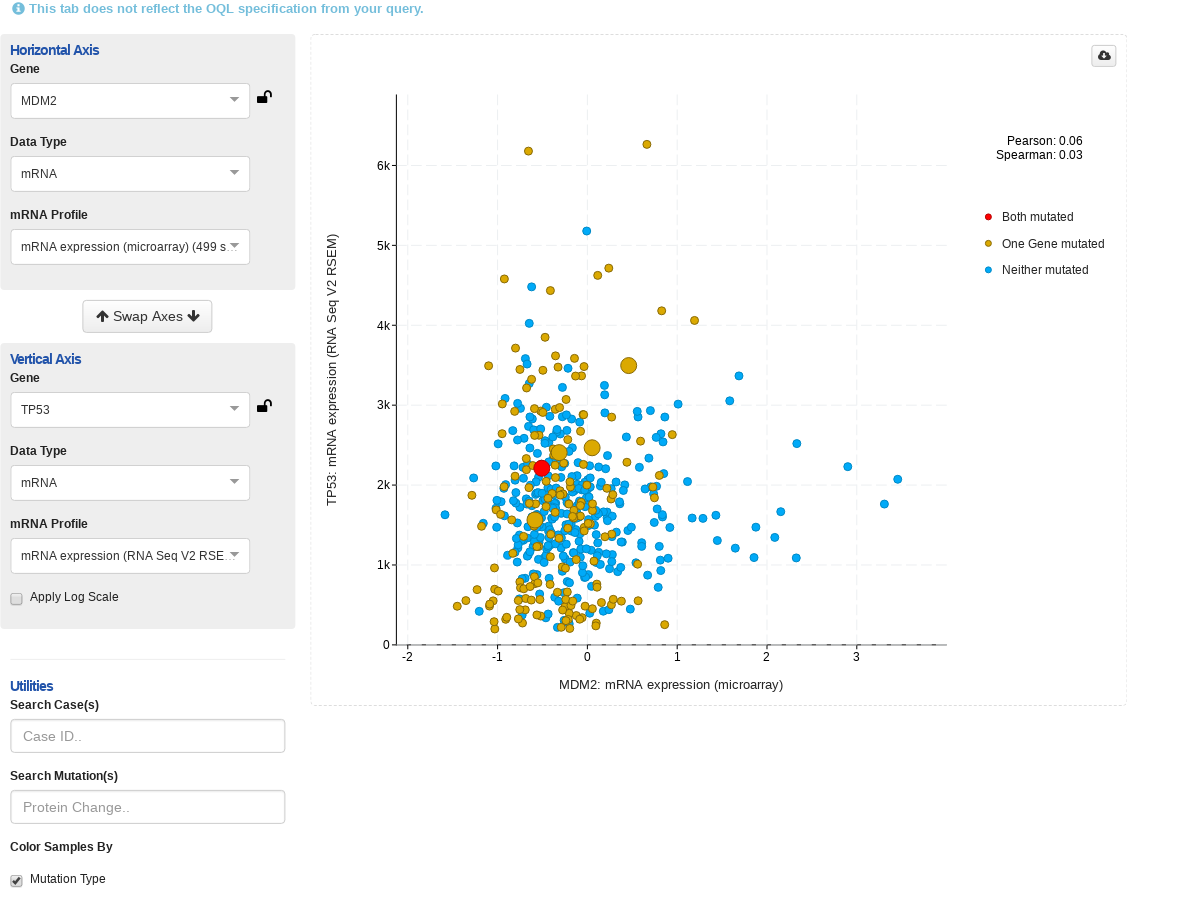 This tab does not reflect the OQL specification from your query.
Horizontal Axis
Gene
MDM2
Data Type
mRNA
mRNA Profile
mRNA expression (microarray) (499 s...
Swap Axes
Vertical Axis
Gene
TP53
Data Type
mRNA
mRNA Profile
mRNA expression (RNA Seq V2 RSE...
Apply Log Scale
Utilities
Search Case(s)
Case ID..
Search Mutation(s)
Protein Change..
Color Samples By
Mutation Type
TP53: mRNA expression (RNA Seq V2 RSEM)
6k
5k
4k
3k
2k
1k
0
-2 -1 0 1 2 3
MDM2: mRNA expression (microarray)
Pearson: 0.06
Spearman: 0.03
Both mutated
One Gene mutated
Neither mutated